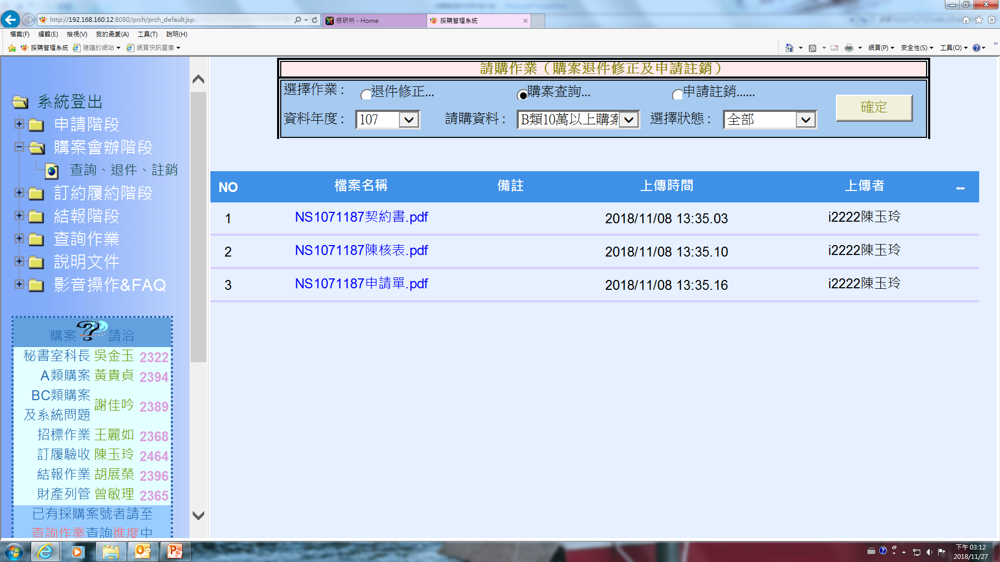 http://192.168.160.12:8080/prch/prch_default.jsp
核研所 - Home
採購管理系統
檔案(F) 編輯(E) 檢視(V) 我的最愛(A) 工具(T) 說明(H)
採購管理系統 建議的網站 網頁快訊圖庫
網頁(P) 安全性(S) 工具(O)
系統登出
申請階段
購案會辦階段
查詢、退件、註銷
訂約履約階段
結報階段
查詢作業
說明文件
影音操作&FAQ
購案 請洽
秘書室科長 吳金玉 2322
A類購案 黃貴貞 2394
BC類購案
及系統問題 謝佳吟 2389
招標作業 王麗如 2368
訂履驗收 陳玉玲 2464
結報作業 胡展榮 2396
財產列管 曾敏理 2365
已有採購案號者請至
查詢作業查詢進度中
請購作業（購案退件修正及申請註銷）
選擇作業： 退件修正... 購案查詢... 申請註銷......
資料年度： 107 請購資料： B類10萬以上購案 選擇狀態： 全部 確定
NO 檔案名稱 備註 上傳時間 上傳者 --
1 NS1071187契約書.pdf 2018/11/08 13:35.03 i2222陳玉玲
2 NS1071187陳核表.pdf 2018/11/08 13:35.10 i2222陳玉玲
3 NS1071187申請單.pdf 2018/11/08 13:35.16 i2222陳玉玲
下午 03:12
2018/11/27